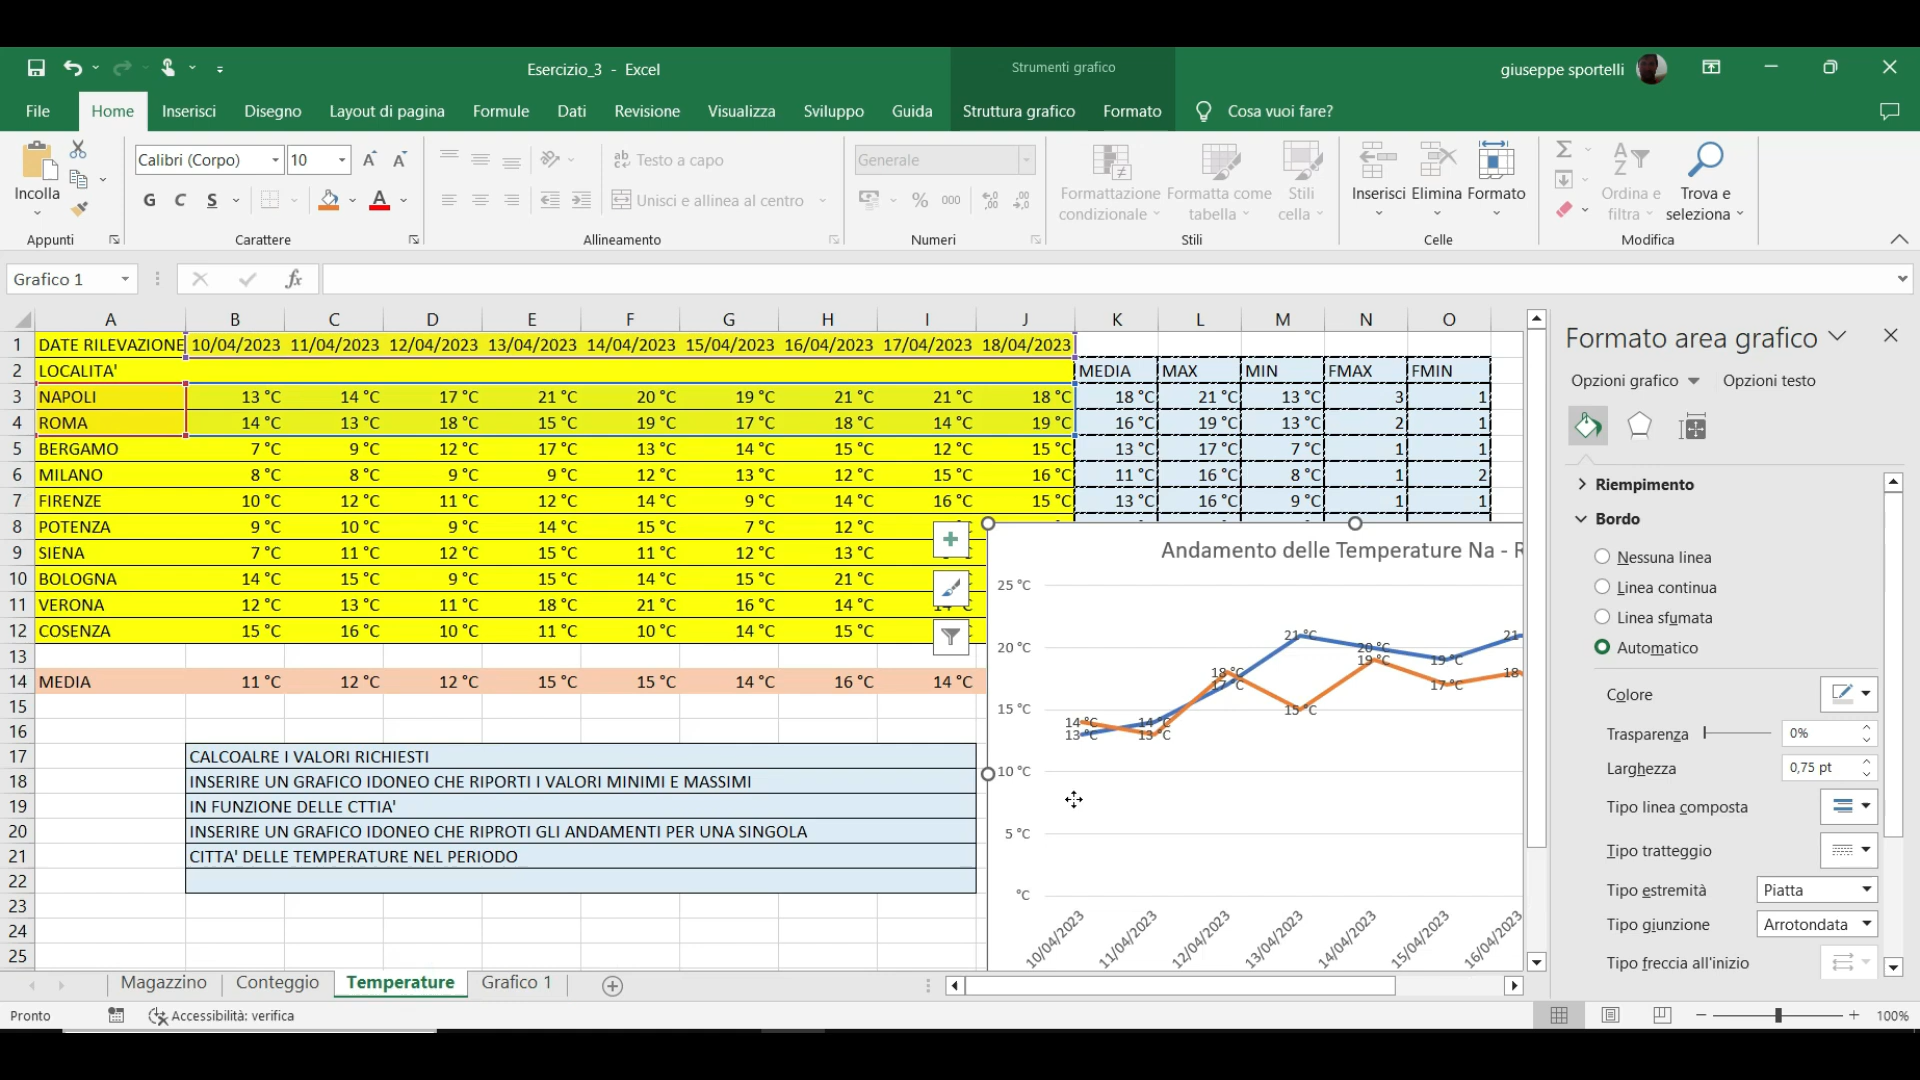 Esercizio_3 - Excel
Strumenti grafico
giuseppe sportelli
File Home Inserisci Disegno Layout di pagina Formule Dati Revisione Visualizza Sviluppo Guida Struttura grafico Formato Cosa vuoi fare?
Incolla
Appunti
Calibri (Corpo) 10
G C S
Carattere
Testo a capo
Unisci e allinea al centro
Allineamento
Generale
% 000
Numeri
Formattazione condizionale
Formatta come tabella
Stili cella
Stili
Inserisci Elimina Formato
Celle
Ordina e filtra
Trova e seleziona
Modifica
Grafico 1
fx
A B C D E F G H I J K L M N O
1 DATE RILEVAZIONE 10/04/2023 11/04/2023 12/04/2023 13/04/2023 14/04/2023 15/04/2023 16/04/2023 17/04/2023 18/04/2023
2 LOCALITA' MEDIA MAX MIN FMAX FMIN
3 NAPOLI 13 °C 14 °C 17 °C 21 °C 20 °C 19 °C 21 °C 21 °C 18 °C 18 °C 21 °C 13 °C 3 1
4 ROMA 14 °C 13 °C 18 °C 15 °C 19 °C 17 °C 18 °C 14 °C 19 °C 16 °C 19 °C 13 °C 2 1
5 BERGAMO 7 °C 9 °C 12 °C 17 °C 13 °C 14 °C 15 °C 12 °C 15 °C 13 °C 17 °C 7 °C 1 1
6 MILANO 8 °C 8 °C 9 °C 9 °C 12 °C 13 °C 12 °C 15 °C 16 °C 11 °C 16 °C 8 °C 1 2
7 FIRENZE 10 °C 12 °C 11 °C 12 °C 14 °C 9 °C 14 °C 16 °C 15 °C 13 °C 16 °C 9 °C 1 1
8 POTENZA 9 °C 10 °C 9 °C 14 °C 15 °C 7 °C 12 °C
9 SIENA 7 °C 11 °C 12 °C 15 °C 11 °C 12 °C 13 °C
10 BOLOGNA 14 °C 15 °C 9 °C 15 °C 14 °C 15 °C 21 °C
11 VERONA 12 °C 13 °C 11 °C 18 °C 21 °C 16 °C 14 °C
12 COSENZA 15 °C 16 °C 10 °C 11 °C 10 °C 14 °C 15 °C
13
14 MEDIA 11 °C 12 °C 12 °C 15 °C 15 °C 14 °C 16 °C 14 °C
15
16
17 CALCOALRE I VALORI RICHIESTI
18 INSERIRE UN GRAFICO IDONEO CHE RIPORTI I VALORI MINIMI E MASSIMI
19 IN FUNZIONE DELLE CTTIA'
20 INSERIRE UN GRAFICO IDONEO CHE RIPROTI GLI ANDAMENTI PER UNA SINGOLA
21 CITTA' DELLE TEMPERATURE NEL PERIODO
22
23
24
25
Andamento delle Temperature Na - R
25 °C
20 °C
15 °C
10 °C
5 °C
°C
13 °C 14 °C 17 °C 21 °C 20 °C 19 °C 21
14 °C 13 °C 18 °C 15 °C 19 °C 17 °C 18
10/04/2023 11/04/2023 12/04/2023 13/04/2023 14/04/2023 15/04/2023 16/04/2023
Formato area grafico
Opzioni grafico Opzioni testo
Riempimento
Bordo
Nessuna linea
Linea continua
Linea sfumata
Automatico
Colore
Trasparenza 0%
Larghezza 0,75 pt
Tipo linea composta
Tipo tratteggio
Tipo estremità Piatta
Tipo giunzione Arrotondata
Tipo freccia all'inizio
Magazzino Conteggio Temperature Grafico 1
Pronto Accessibilità: verifica 100%